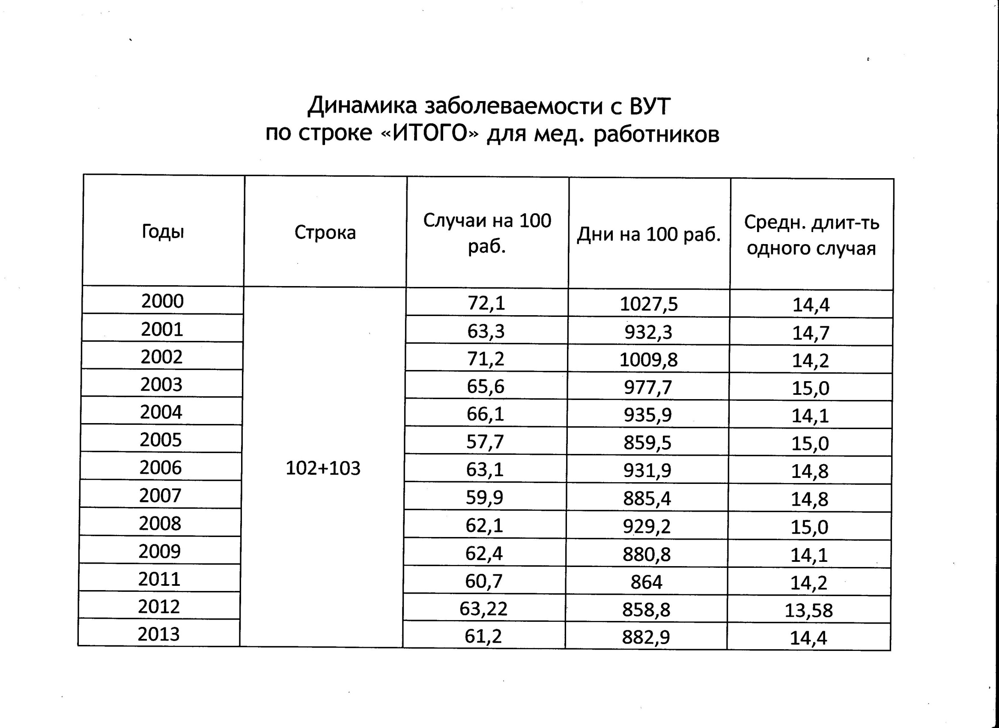 Динамика заболеваемости с ВУТ
по строке «ИТОГО» для мед. работников
Годы
Строка
Случаи на 100
раб.
Дни на 100 раб.
Средн. длит-ть
одного случая
2000 72,1 1027,5 14,4
2001 63,3 932,3 14,7
2002 71,2 1009,8 14,2
2003 65,6 977,7 15,0
2004 66,1 935,9 14,1
2005 57,7 859,5 15,0
2006 102+103 63,1 931,9 14,8
2007 59,9 885,4 14,8
2008 62,1 929,2 15,0
2009 62,4 880,8 14,1
2011 60,7 864 14,2
2012 63,22 858,8 13,58
2013 61,2 882,9 14,4